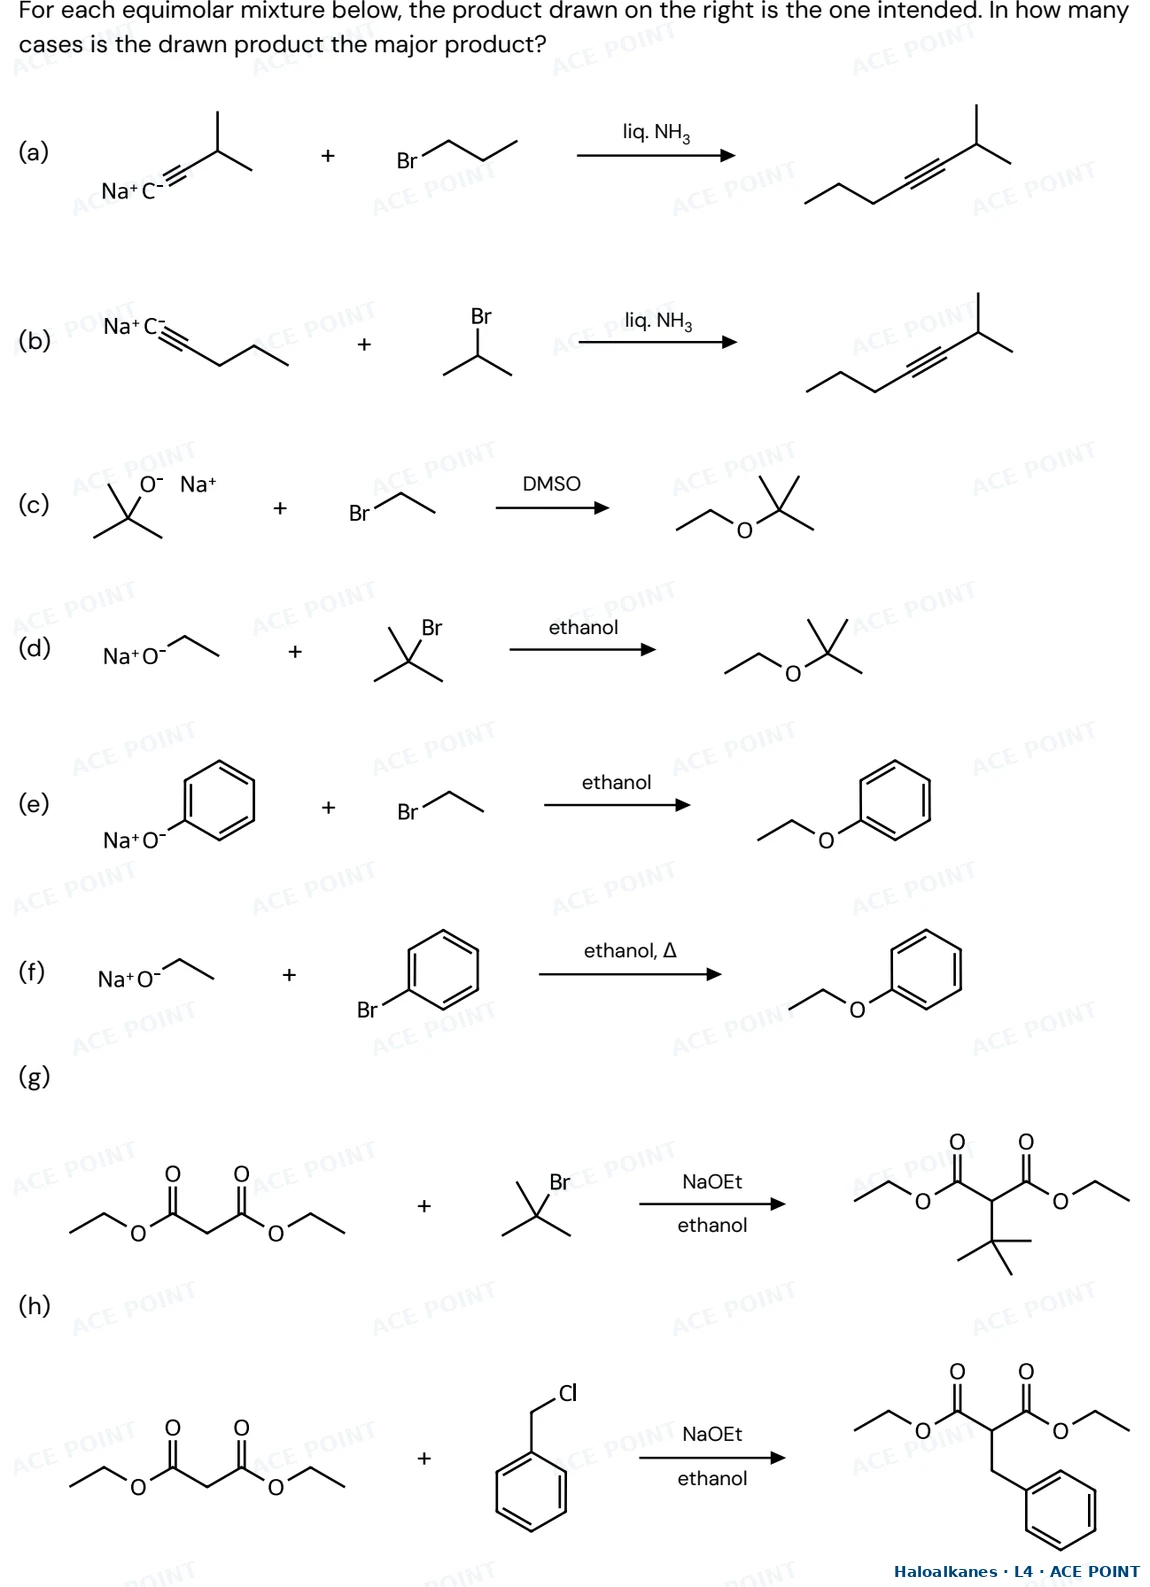 For each equimolar mixture below, the product drawn on the right is the one intended. In how many
cases is the drawn product the major product?
(a)
Na⁺ C⁻
+
Br
liq. NH₃
(b)
Na⁺ C⁻
+
Br
liq. NH₃
(c)
O⁻ Na⁺
+
Br
DMSO
O
(d)
Na⁺ O⁻
+
Br
ethanol
O
(e)
Na⁺ O⁻
+
Br
ethanol
O
(f)
Na⁺ O⁻
+
Br
ethanol, Δ
O
(g)
O O
O O
+
Br
NaOEt
ethanol
O O
O O
(h)
O O
O O
+
Cl
NaOEt
ethanol
O O
O O
Haloalkanes · L4 · ACE POINT
ACE POINT